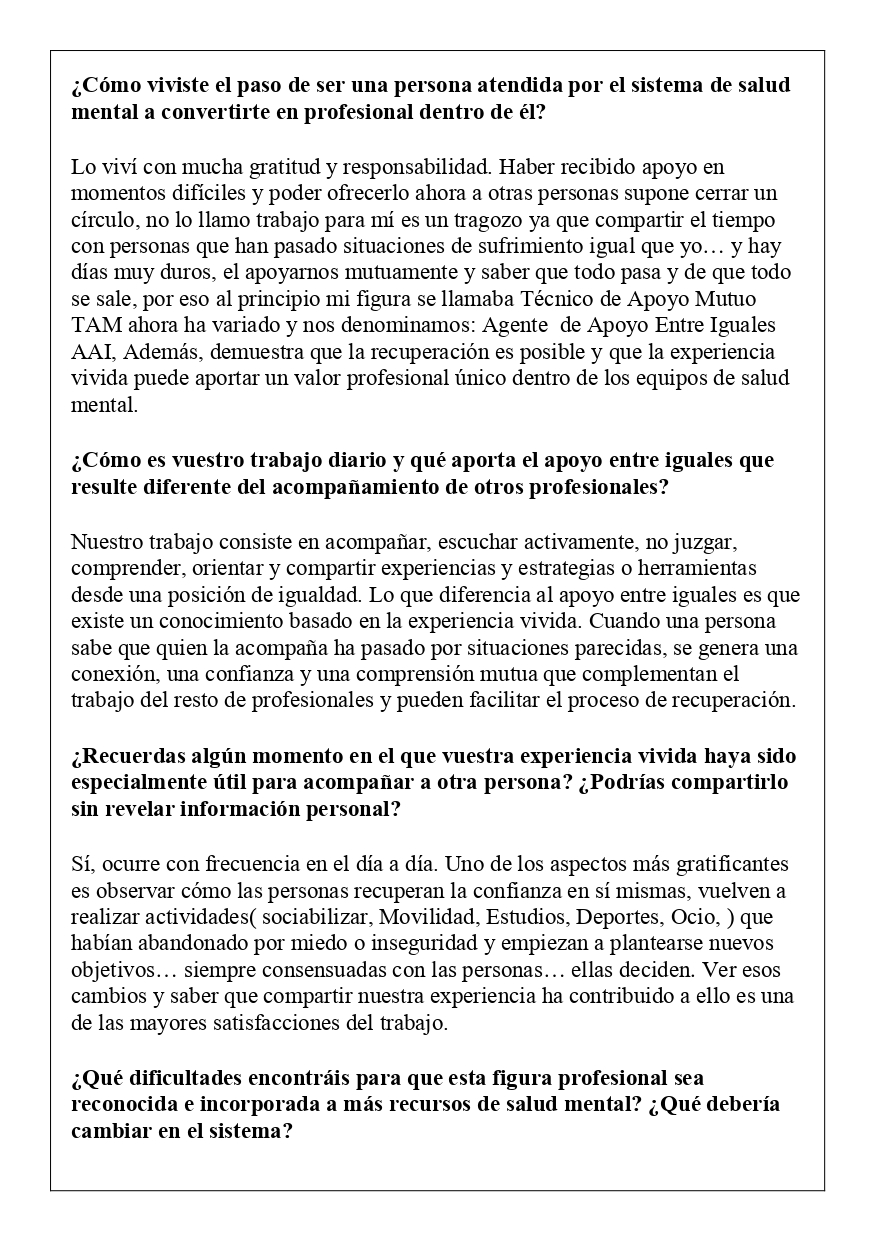 ¿Cómo viviste el paso de ser una persona atendida por el sistema de salud
mental a convertirte en profesional dentro de él?
Lo viví con mucha gratitud y responsabilidad. Haber recibido apoyo en
momentos difíciles y poder ofrecerlo ahora a otras personas supone cerrar un
círculo, no lo llamo trabajo para mí es un tragozo ya que compartir el tiempo
con personas que han pasado situaciones de sufrimiento igual que yo… y hay
días muy duros, el apoyarnos mutuamente y saber que todo pasa y de que todo
se sale, por eso al principio mi figura se llamaba Técnico de Apoyo Mutuo
TAM ahora ha variado y nos denominamos: Agente  de Apoyo Entre Iguales
AAI, Además, demuestra que la recuperación es posible y que la experiencia
vivida puede aportar un valor profesional único dentro de los equipos de salud
mental.
¿Cómo es vuestro trabajo diario y qué aporta el apoyo entre iguales que
resulte diferente del acompañamiento de otros profesionales?
Nuestro trabajo consiste en acompañar, escuchar activamente, no juzgar,
comprender, orientar y compartir experiencias y estrategias o herramientas
desde una posición de igualdad. Lo que diferencia al apoyo entre iguales es que
existe un conocimiento basado en la experiencia vivida. Cuando una persona
sabe que quien la acompaña ha pasado por situaciones parecidas, se genera una
conexión, una confianza y una comprensión mutua que complementan el
trabajo del resto de profesionales y pueden facilitar el proceso de recuperación.
¿Recuerdas algún momento en el que vuestra experiencia vivida haya sido
especialmente útil para acompañar a otra persona? ¿Podrías compartirlo
sin revelar información personal?
Sí, ocurre con frecuencia en el día a día. Uno de los aspectos más gratificantes
es observar cómo las personas recuperan la confianza en sí mismas, vuelven a
realizar actividades( sociabilizar, Movilidad, Estudios, Deportes, Ocio, ) que
habían abandonado por miedo o inseguridad y empiezan a plantearse nuevos
objetivos… siempre consensuadas con las personas… ellas deciden. Ver esos
cambios y saber que compartir nuestra experiencia ha contribuido a ello es una
de las mayores satisfacciones del trabajo.
¿Qué dificultades encontráis para que esta figura profesional sea
reconocida e incorporada a más recursos de salud mental? ¿Qué debería
cambiar en el sistema?